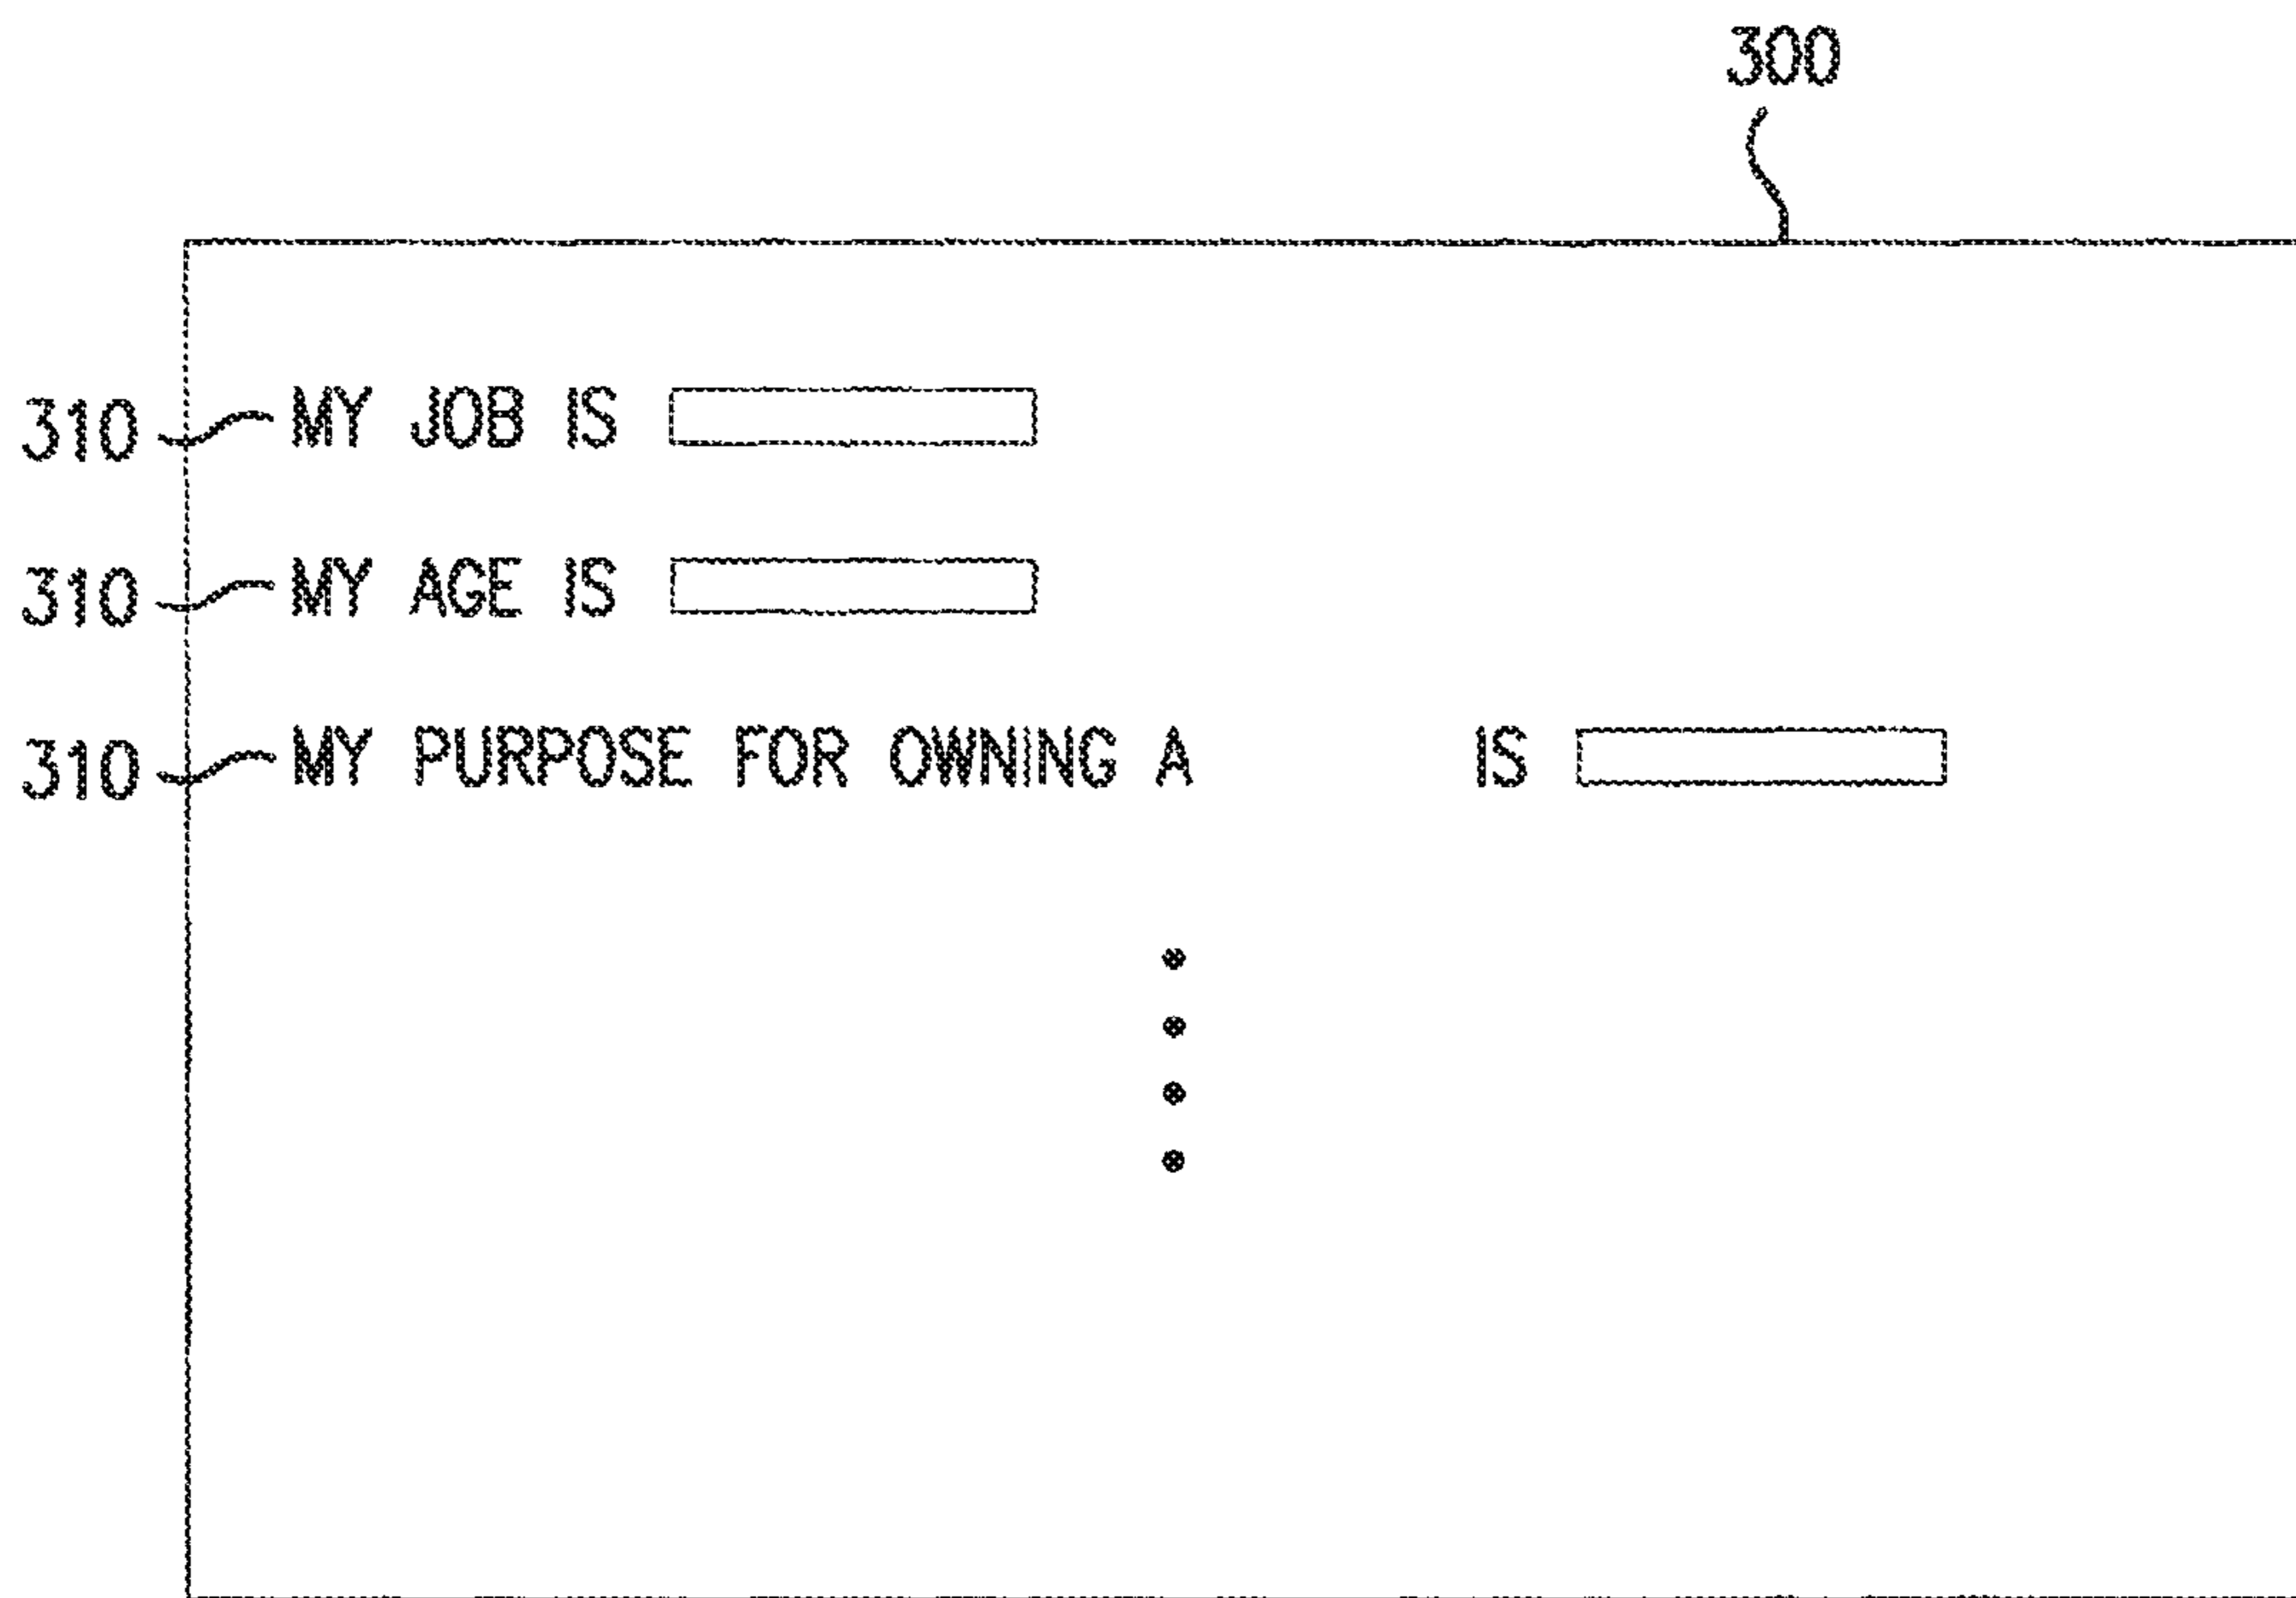 300
310 MY JOB IS
310 MY AGE IS
310 MY PURPOSE FOR OWNING A IS